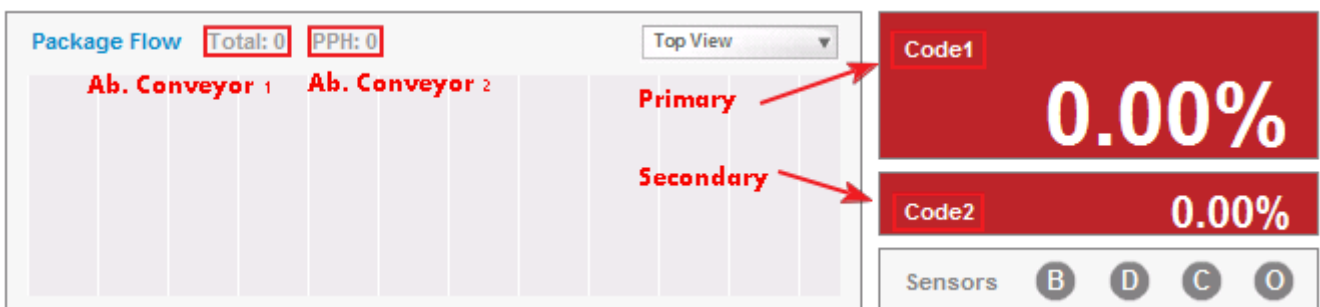 Package Flow Total: 0 PPH: 0
Top View
Ab. Conveyor 1 Ab. Conveyor 2
Primary
Secondary
Code1
0.00%
Code2 0.00%
Sensors B D C O